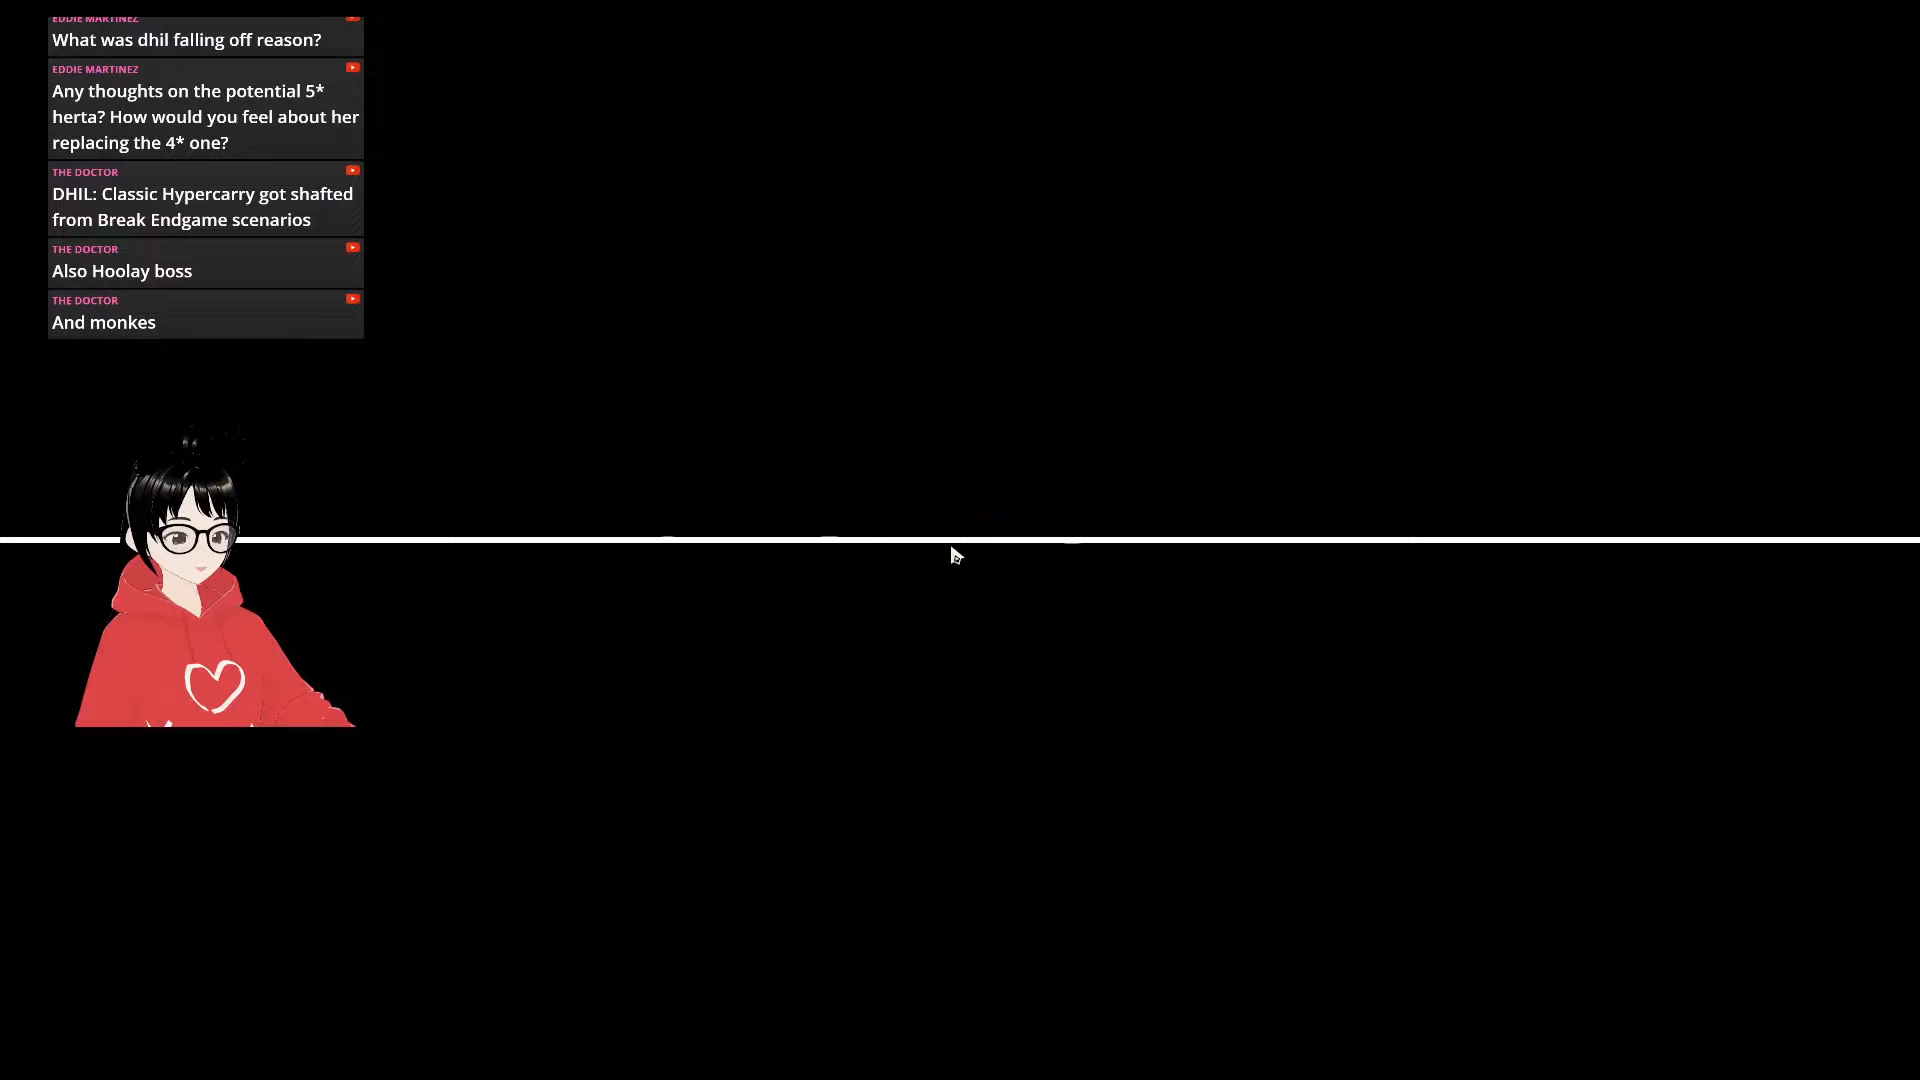 EDDIE MARTINEZ
What was dhil falling off reason?
EDDIE MARTINEZ
Any thoughts on the potential 5*
herta? How would you feel about her
replacing the 4* one?
THE DOCTOR
DHIL: Classic Hypercarry got shafted
from Break Endgame scenarios
THE DOCTOR
Also Hoolay boss
THE DOCTOR
And monkes